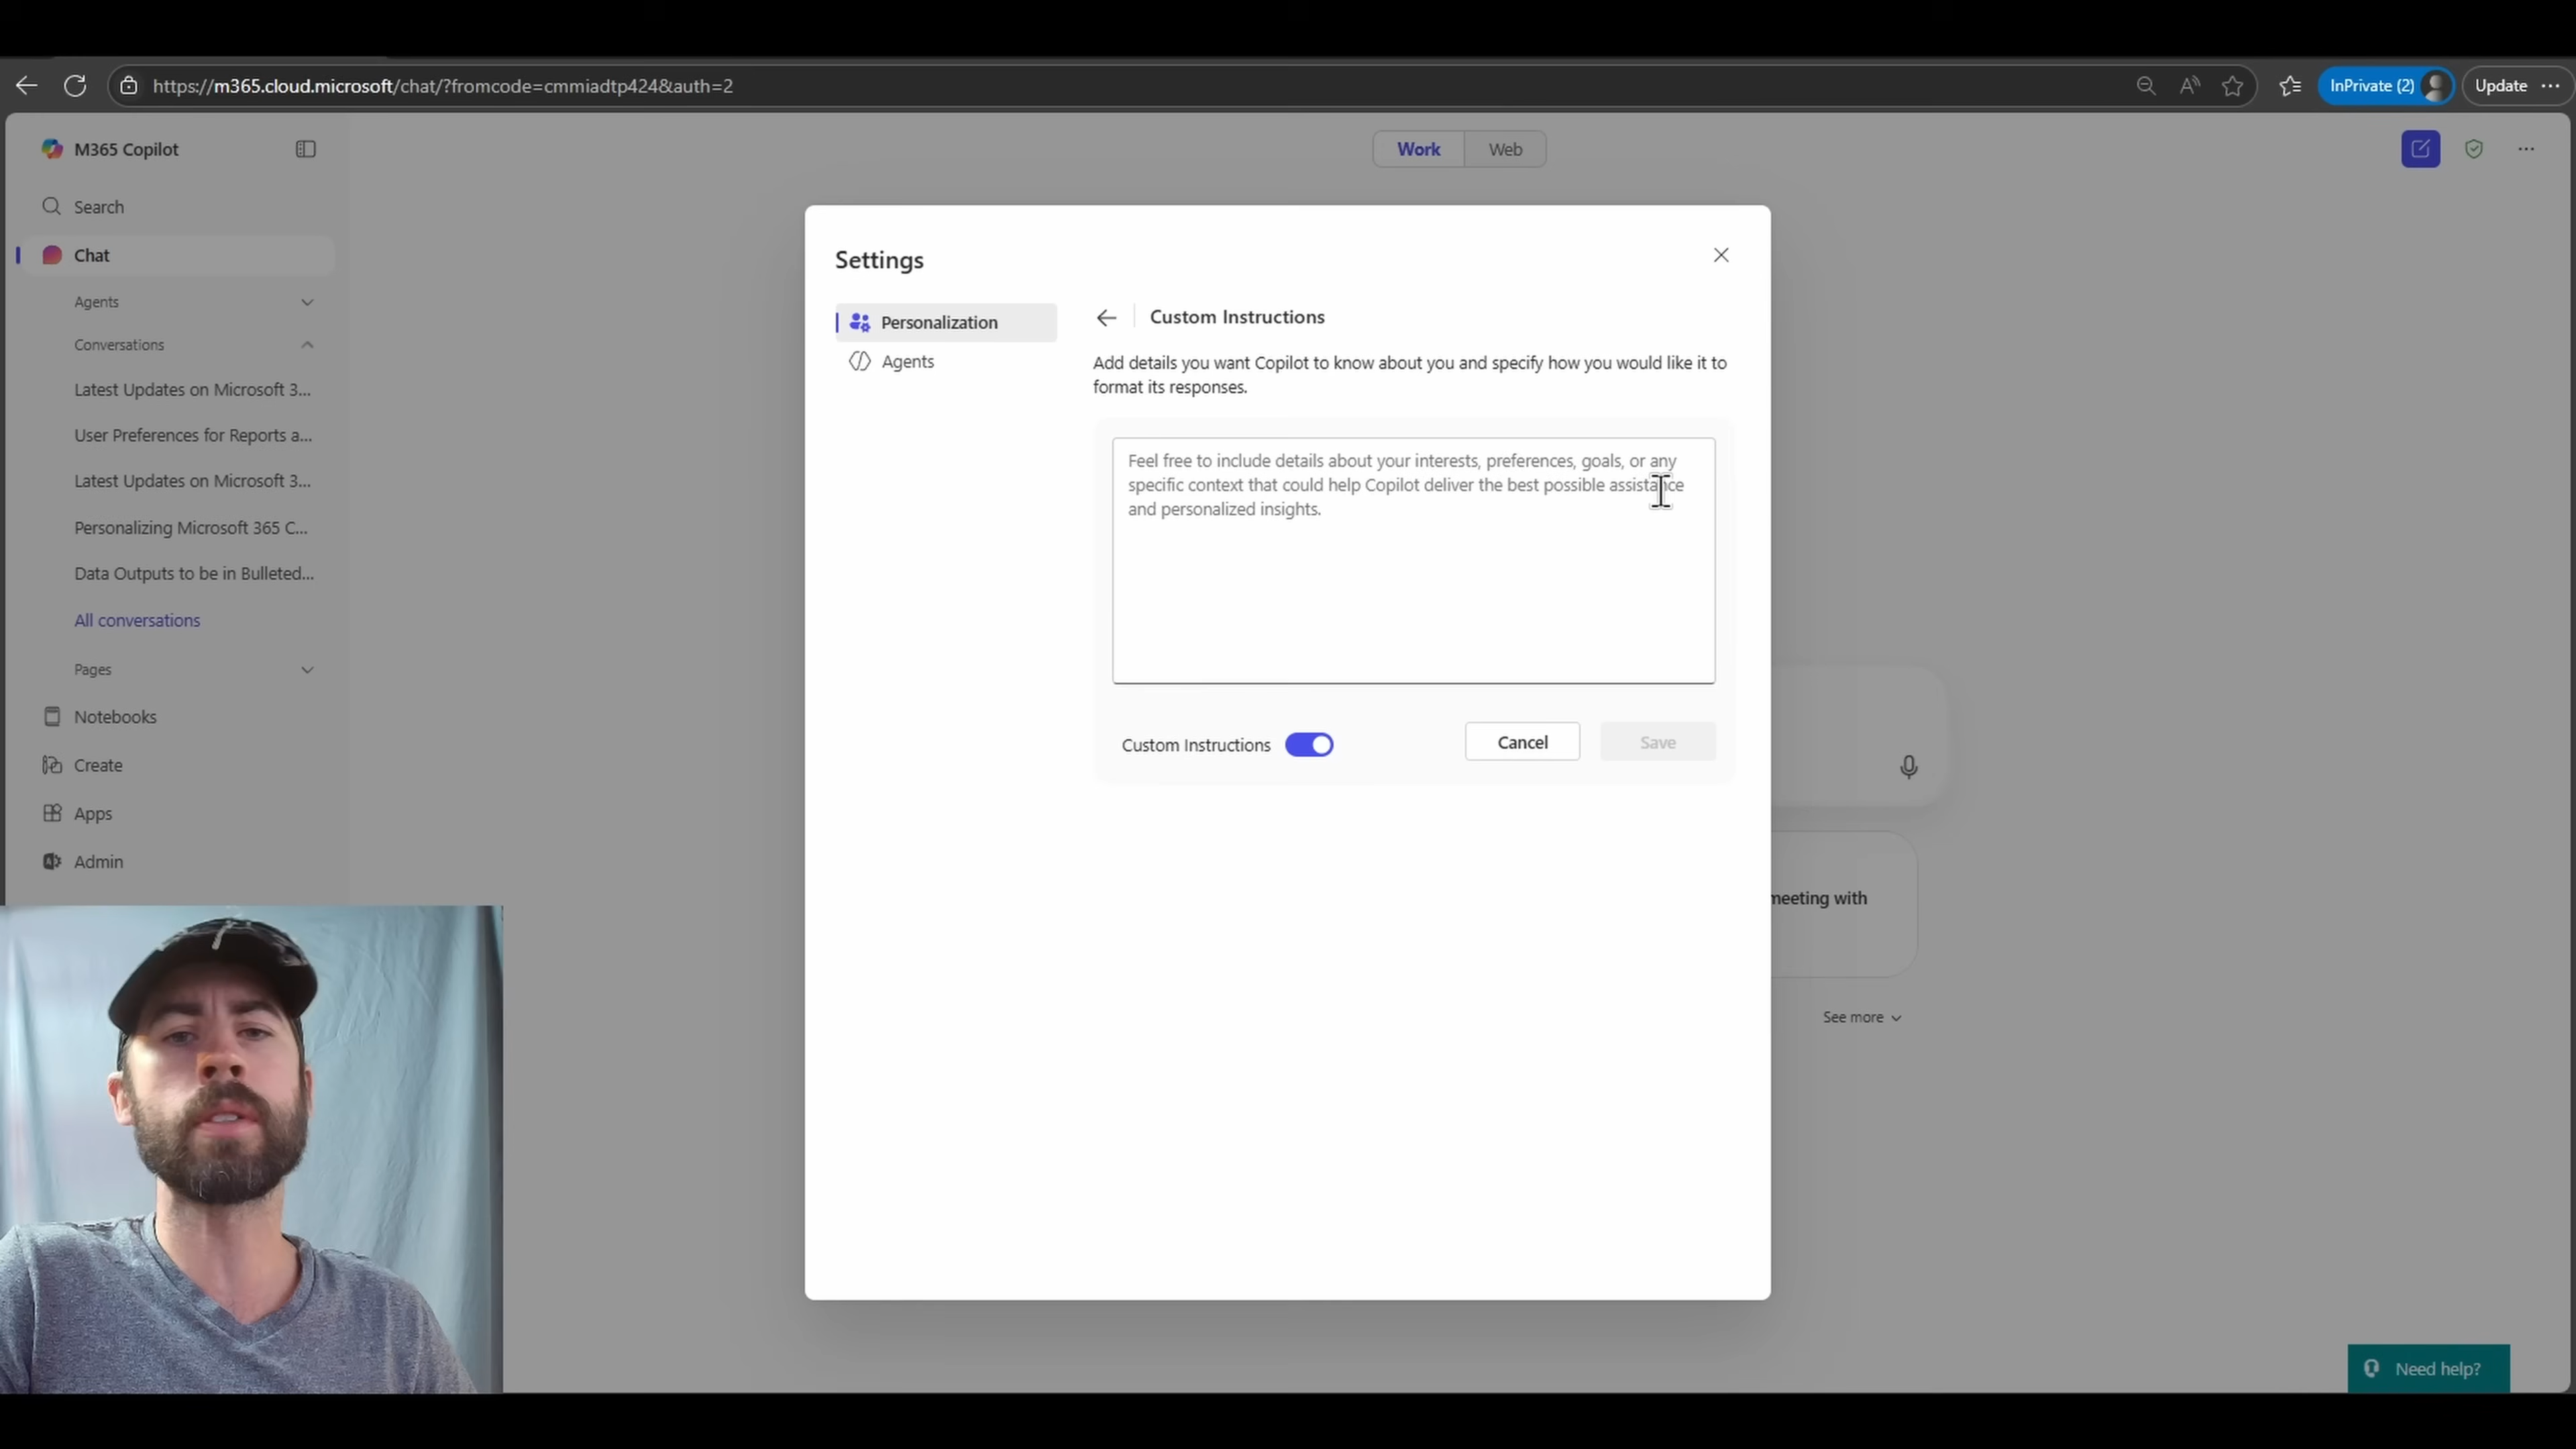 https://m365.cloud.microsoft/chat/?fromcode=cmmiadtp424&auth=2
InPrivate (2)
Update
M365 Copilot
Work
Web
Search
Chat
Agents
Conversations
Latest Updates on Microsoft 3...
User Preferences for Reports a...
Latest Updates on Microsoft 3...
Personalizing Microsoft 365 C...
Data Outputs to be in Bulleted...
All conversations
Pages
Notebooks
Create
Apps
Admin
Settings
Personalization
Agents
Custom Instructions
Add details you want Copilot to know about you and specify how you would like it to
format its responses.
Feel free to include details about your interests, preferences, goals, or any
specific context that could help Copilot deliver the best possible assistance
and personalized insights.
Custom Instructions
Cancel
Save
meeting with
See more
Need help?